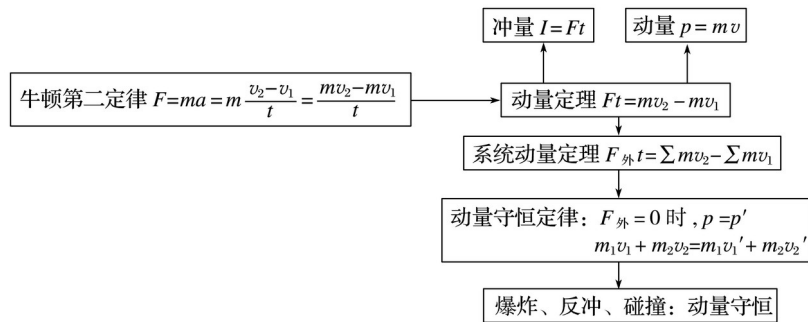 冲量 I=Ft
动量 p=mv
牛顿第二定律 F=ma=m\frac{v₂-v₁}{t}=\frac{mv₂-mv₁}{t}
动量定理 Ft=mv₂-mv₁
系统动量定理 F外t=∑mv₂-∑mv₁
动量守恒定律：F外=0时,p=p′
m₁v₁+m₂v₂=m₁v₁′+m₂v₂′
爆炸、反冲、碰撞：动量守恒